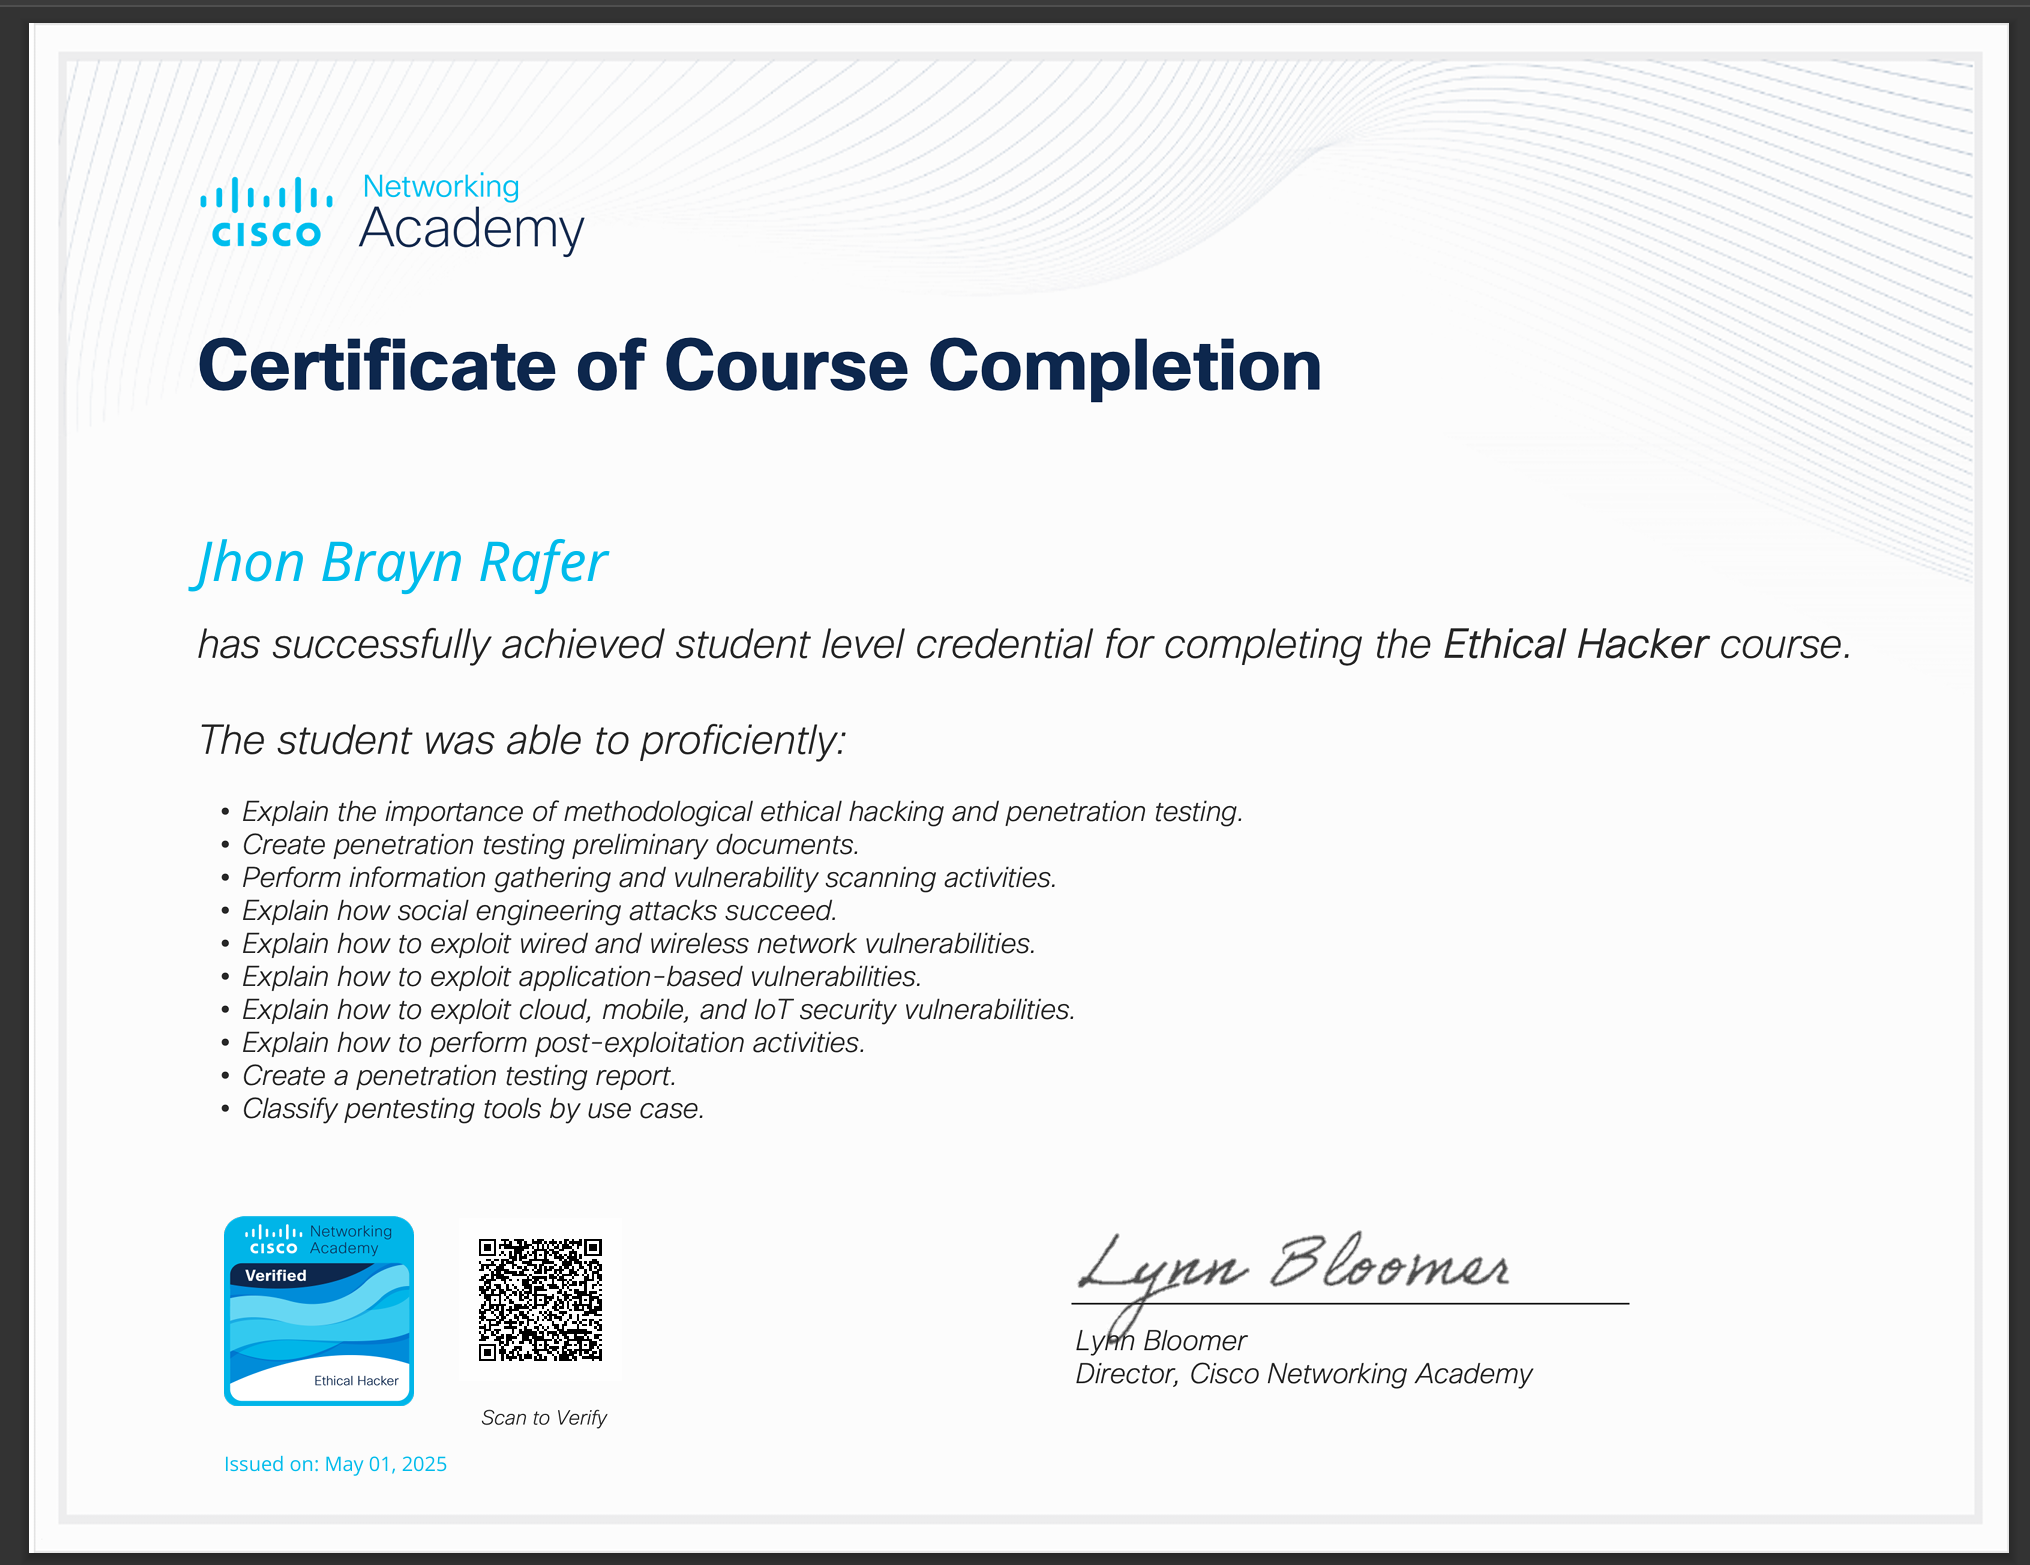 Networking
CISCO Academy
Certificate of Course Completion
Jhon Brayn Rafer
has successfully achieved student level credential for completing the Ethical Hacker course.
The student was able to proficiently:
• Explain the importance of methodological ethical hacking and penetration testing.
• Create penetration testing preliminary documents.
• Perform information gathering and vulnerability scanning activities.
• Explain how social engineering attacks succeed.
• Explain how to exploit wired and wireless network vulnerabilities.
• Explain how to exploit application-based vulnerabilities.
• Explain how to exploit cloud, mobile, and IoT security vulnerabilities.
• Explain how to perform post-exploitation activities.
• Create a penetration testing report.
• Classify pentesting tools by use case.
Networking
CISCO Academy
Verified
Ethical Hacker
Scan to Verify
Issued on: May 01, 2025
Lynn Bloomer
Lynn Bloomer
Director, Cisco Networking Academy